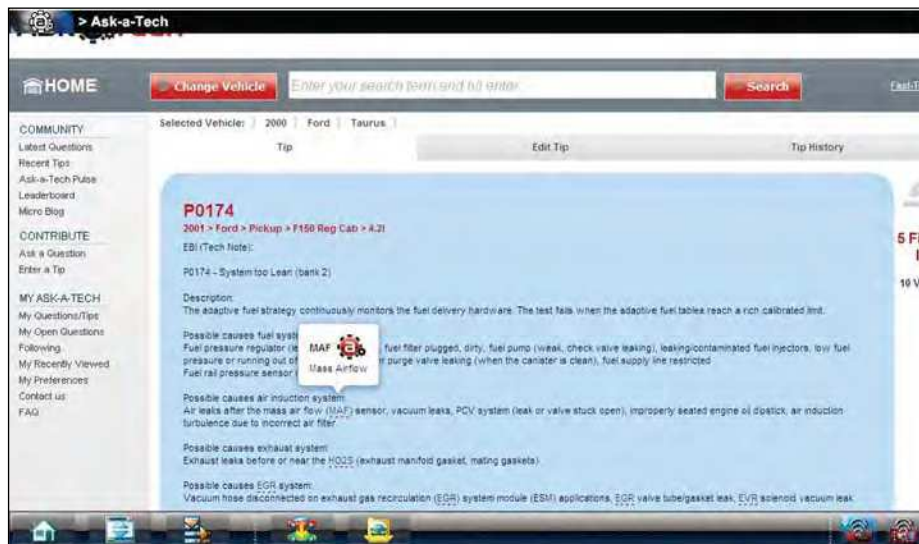 > Ask-a-Tech
HOME
Change Vehicle
Enter your search term and hit enter
Search
Selected Vehicle: 2000 Ford Taurus
Tip
Edit Tip
Tip History
COMMUNITY
Latest Questions
Recent Tips
Ask-a-Tech Pulse
Leaderboard
Micro Blog
CONTRIBUTE
Ask a Question
Enter a Tip
MY ASK-A-TECH
My Questions/Tips
My Open Questions
Following
My Recently Viewed
My Preferences
Contact us
FAQ
P0174
2001 > Ford > Pickup > F150 Reg Cab > 4.2l
EBI (Tech Note):
P0174 - System too Lean (bank 2)
Description:
The adaptive fuel strategy continuously monitors the fuel delivery hardware. The test fails when the adaptive fuel tables reach a rich calibrated limit.
Possible causes fuel syst
Fuel pressure regulator fuel filter plugged, dirty, fuel pump (weak, check valve leaking), leaking/contaminated fuel injectors, low fuel
pressure or running out of purge valve leaking (when the canister is clean), fuel supply line restricted
Fuel rail pressure sensor
MAF
Mass Airflow
Possible causes air induction system:
Air leaks after the mass air flow (MAF) sensor, vacuum leaks, PCV system (leak or valve stuck open), improperly seated engine oil dipstick, air induction
turbulence due to incorrect air filter
Possible causes exhaust system:
Exhaust leaks before or near the HO2S (exhaust manifold gasket, mating gaskets)
Possible causes EGR system:
Vacuum hose disconnected on exhaust gas recirculation (EGR) system module (ESM) applications, EGR valve tube/gasket leak, EVR solenoid vacuum leak
5 Fi
10 V